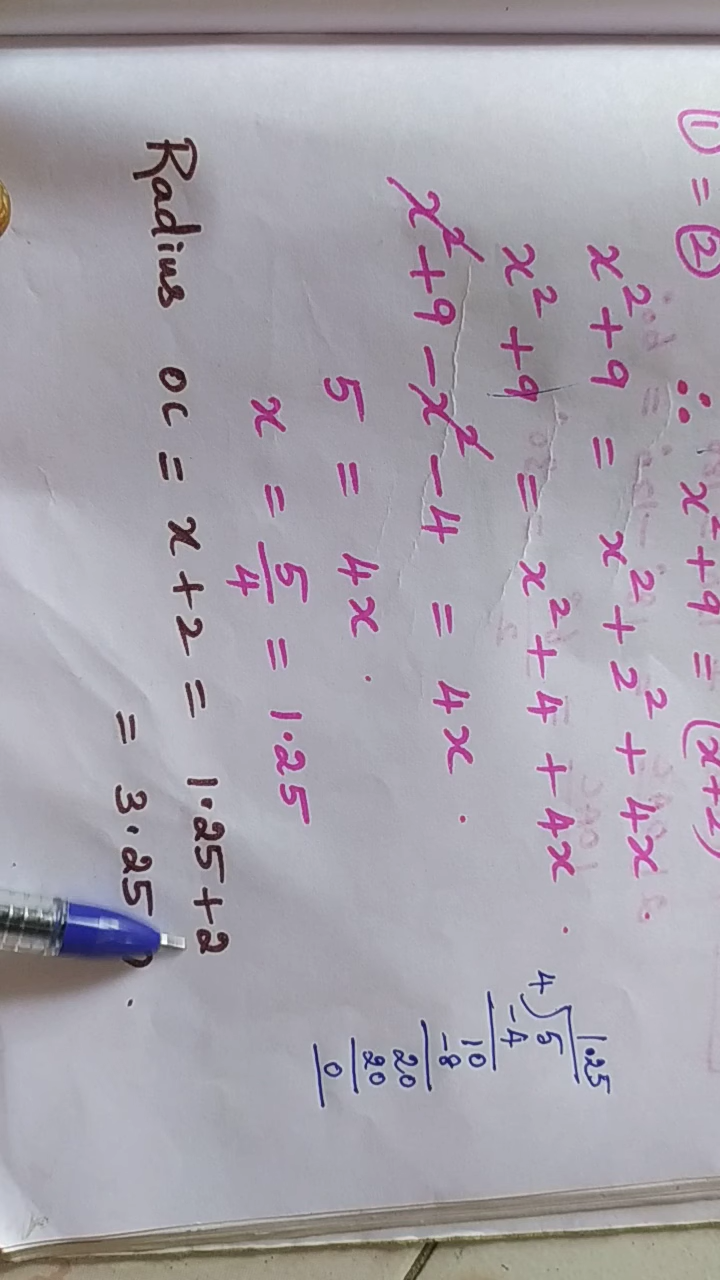 ① = ② ∴ x² + 9 = (x+2)
x² + 9 = x² + 2² + 4x.
x² + 9 = x² + 4 + 4x.
x² + 9 - x² - 4 = 4x.
5 = 4x.
x = 5/4 = 1.25
Radius OC = x + 2 = 1.25 + 2
= 3.25
1.25
4) 5
-4
10
-8
20
20
0